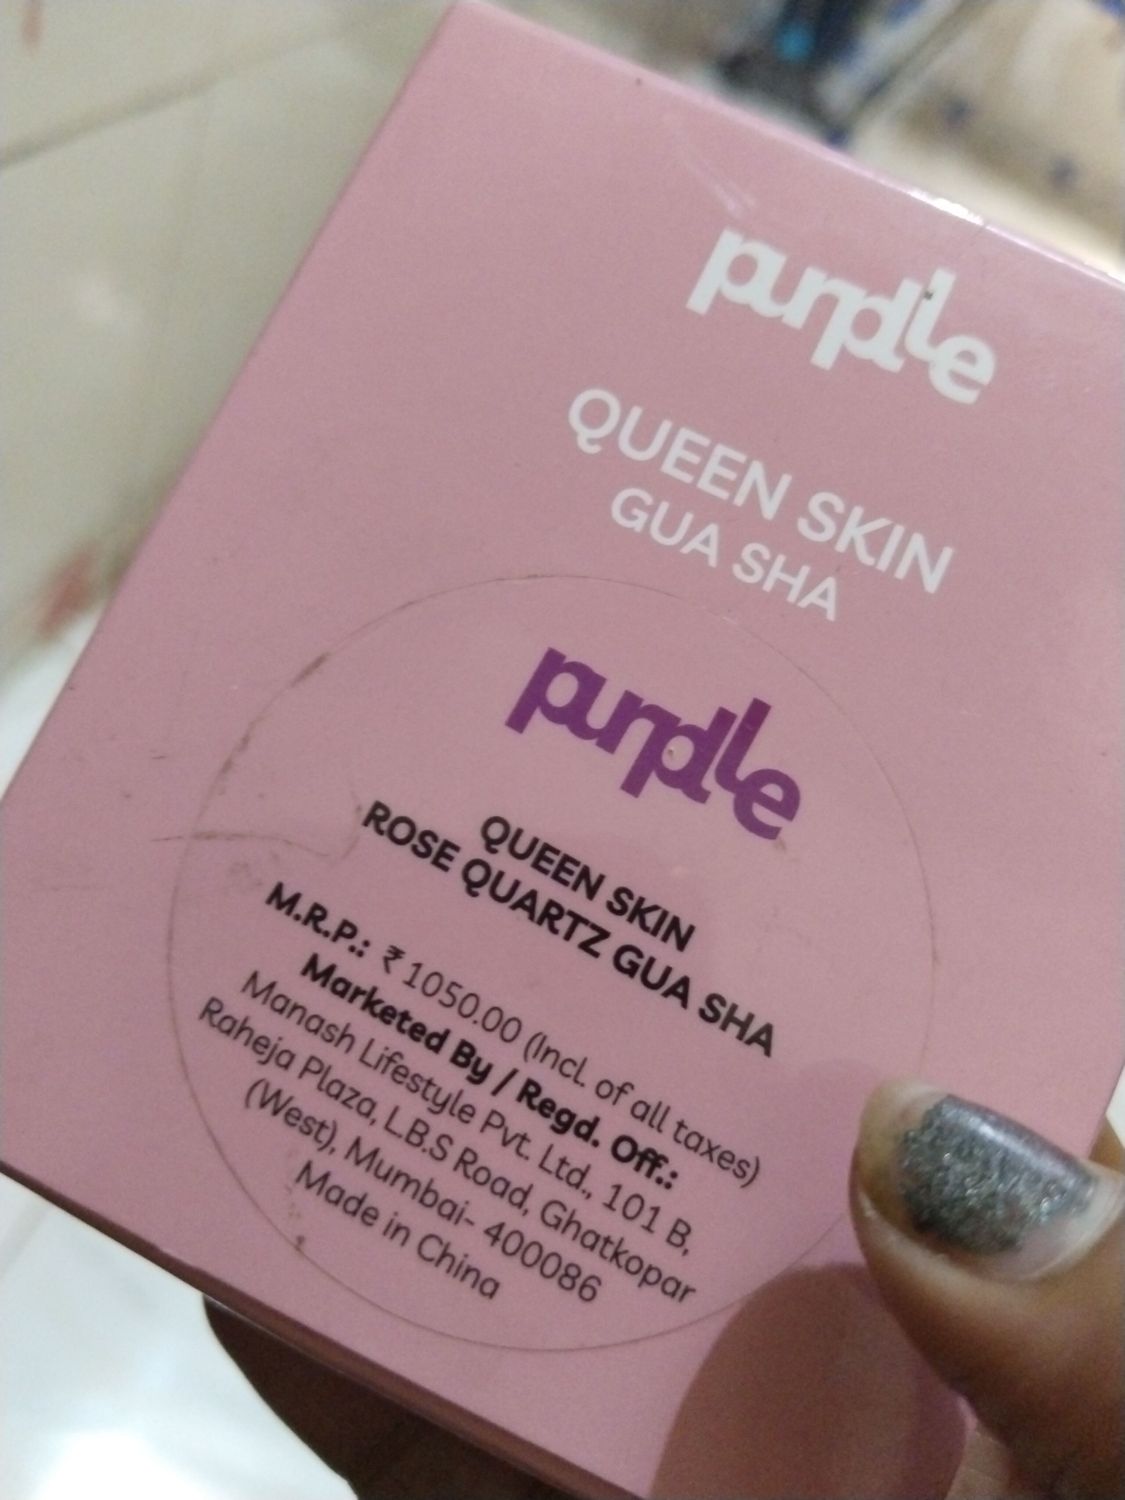 purplle
QUEEN SKIN
GUA SHA
purplle
QUEEN SKIN
ROSE QUARTZ GUA SHA
M.R.P.: ₹ 1050.00 (Incl. of all taxes)
Marketed By / Regd. Off.:
Manash Lifestyle Pvt. Ltd., 101 B,
Raheja Plaza, L.B.S Road, Ghatkopar
(West), Mumbai- 400086
Made in China